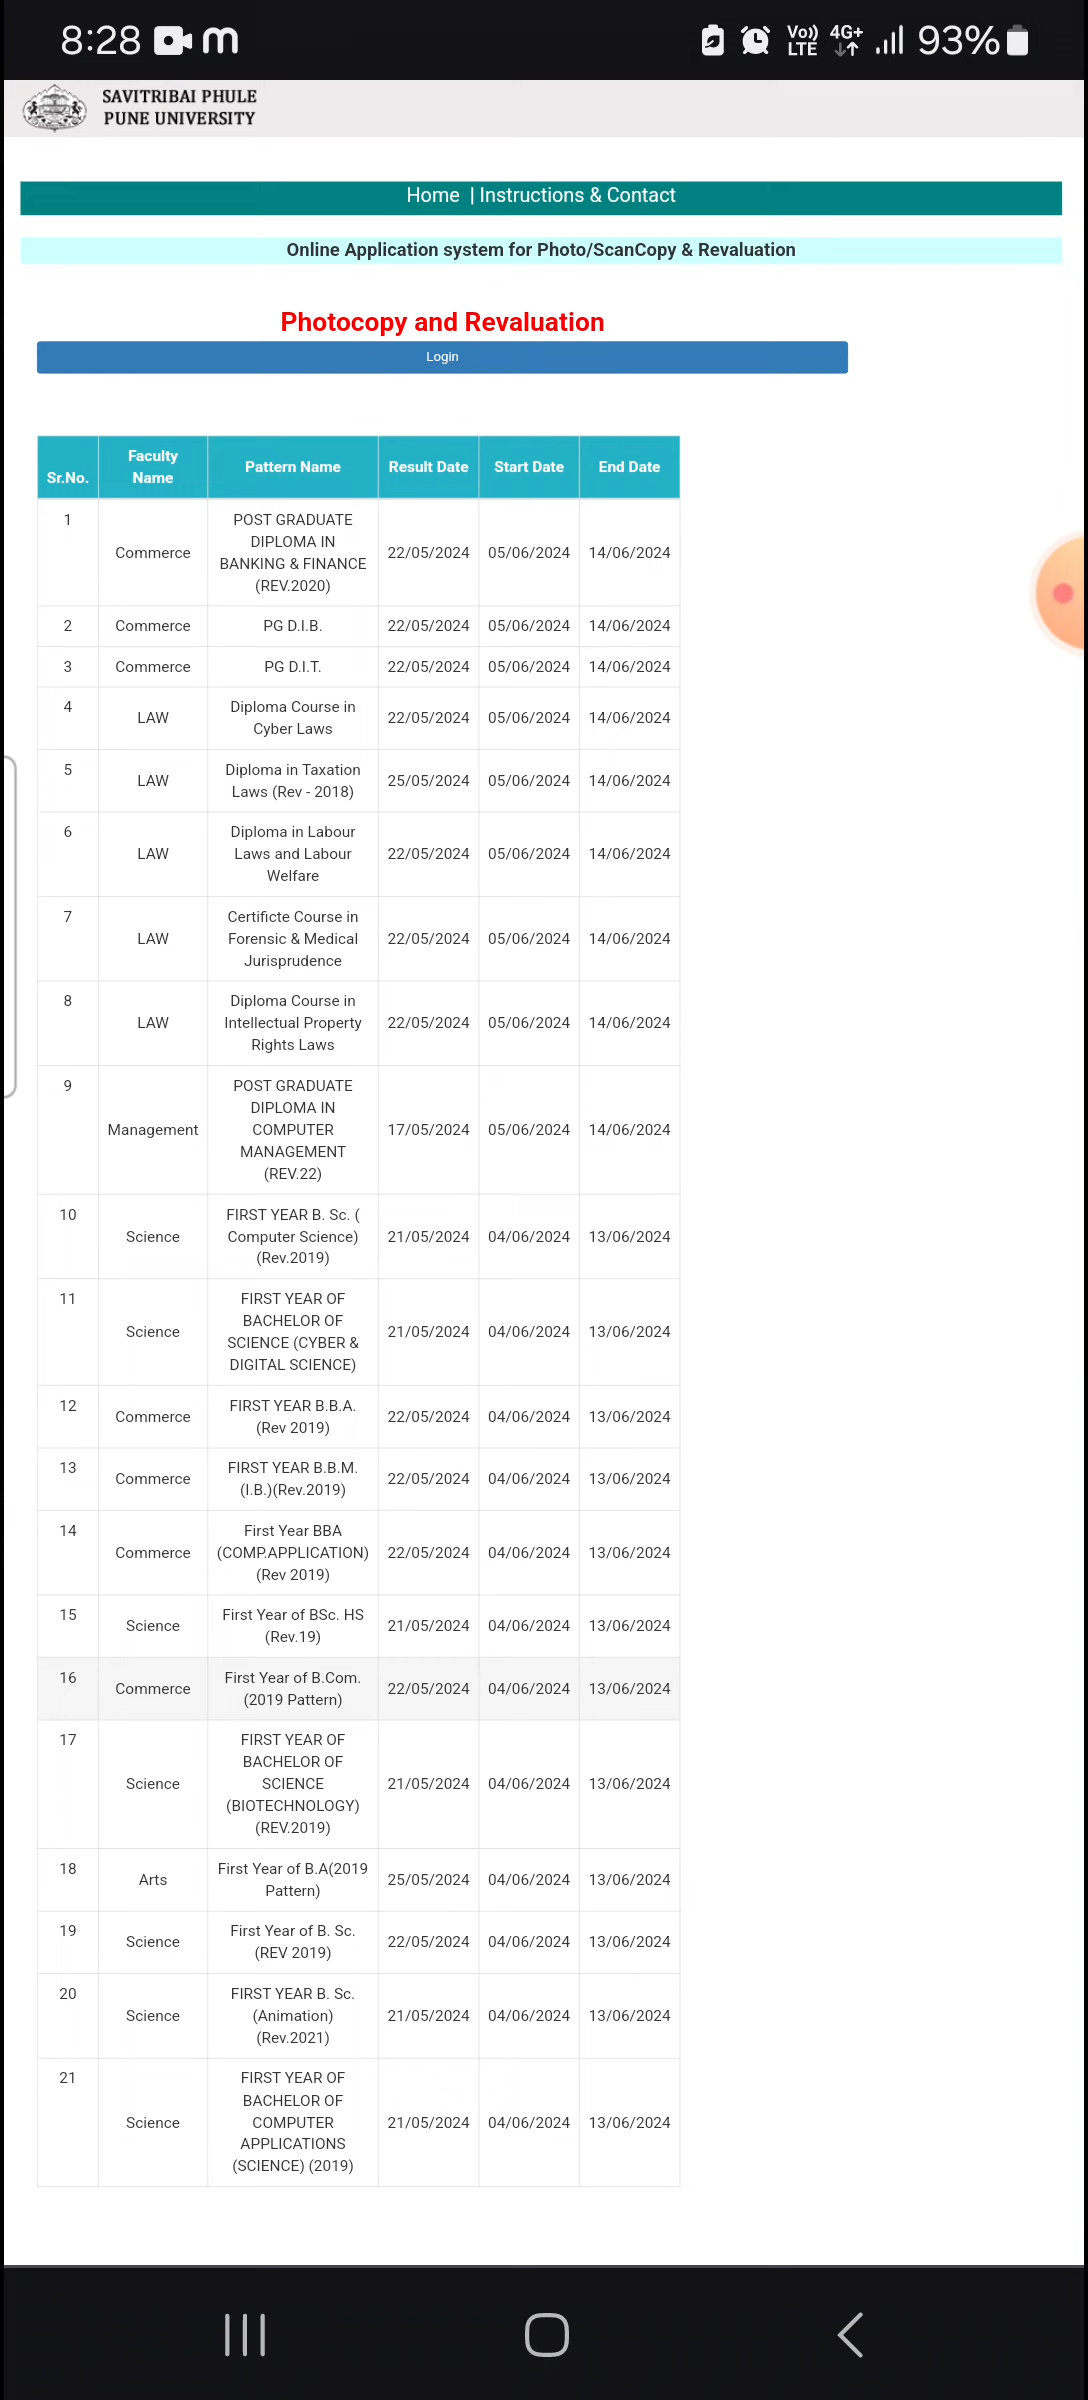 8:28
Vo)) LTE 4G+ 93%
SAVITRIBAI PHULE
PUNE UNIVERSITY
Home | Instructions & Contact
Online Application system for Photo/ScanCopy & Revaluation
Photocopy and Revaluation
Login
Sr.No. Faculty Name Pattern Name Result Date Start Date End Date
1 Commerce POST GRADUATE DIPLOMA IN BANKING & FINANCE (REV.2020) 22/05/2024 05/06/2024 14/06/2024
2 Commerce PG D.I.B. 22/05/2024 05/06/2024 14/06/2024
3 Commerce PG D.I.T. 22/05/2024 05/06/2024 14/06/2024
4 LAW Diploma Course in Cyber Laws 22/05/2024 05/06/2024 14/06/2024
5 LAW Diploma in Taxation Laws (Rev - 2018) 25/05/2024 05/06/2024 14/06/2024
6 LAW Diploma in Labour Laws and Labour Welfare 22/05/2024 05/06/2024 14/06/2024
7 LAW Certificte Course in Forensic & Medical Jurisprudence 22/05/2024 05/06/2024 14/06/2024
8 LAW Diploma Course in Intellectual Property Rights Laws 22/05/2024 05/06/2024 14/06/2024
9 Management POST GRADUATE DIPLOMA IN COMPUTER MANAGEMENT (REV.22) 17/05/2024 05/06/2024 14/06/2024
10 Science FIRST YEAR B. Sc. ( Computer Science) (Rev.2019) 21/05/2024 04/06/2024 13/06/2024
11 Science FIRST YEAR OF BACHELOR OF SCIENCE (CYBER & DIGITAL SCIENCE) 21/05/2024 04/06/2024 13/06/2024
12 Commerce FIRST YEAR B.B.A. (Rev 2019) 22/05/2024 04/06/2024 13/06/2024
13 Commerce FIRST YEAR B.B.M. (I.B.)(Rev.2019) 22/05/2024 04/06/2024 13/06/2024
14 Commerce First Year BBA (COMP.APPLICATION) (Rev 2019) 22/05/2024 04/06/2024 13/06/2024
15 Science First Year of BSc. HS (Rev.19) 21/05/2024 04/06/2024 13/06/2024
16 Commerce First Year of B.Com. (2019 Pattern) 22/05/2024 04/06/2024 13/06/2024
17 Science FIRST YEAR OF BACHELOR OF SCIENCE (BIOTECHNOLOGY) (REV.2019) 21/05/2024 04/06/2024 13/06/2024
18 Arts First Year of B.A(2019 Pattern) 25/05/2024 04/06/2024 13/06/2024
19 Science First Year of B. Sc. (REV 2019) 22/05/2024 04/06/2024 13/06/2024
20 Science FIRST YEAR B. Sc. (Animation) (Rev.2021) 21/05/2024 04/06/2024 13/06/2024
21 Science FIRST YEAR OF BACHELOR OF COMPUTER APPLICATIONS (SCIENCE) (2019) 21/05/2024 04/06/2024 13/06/2024